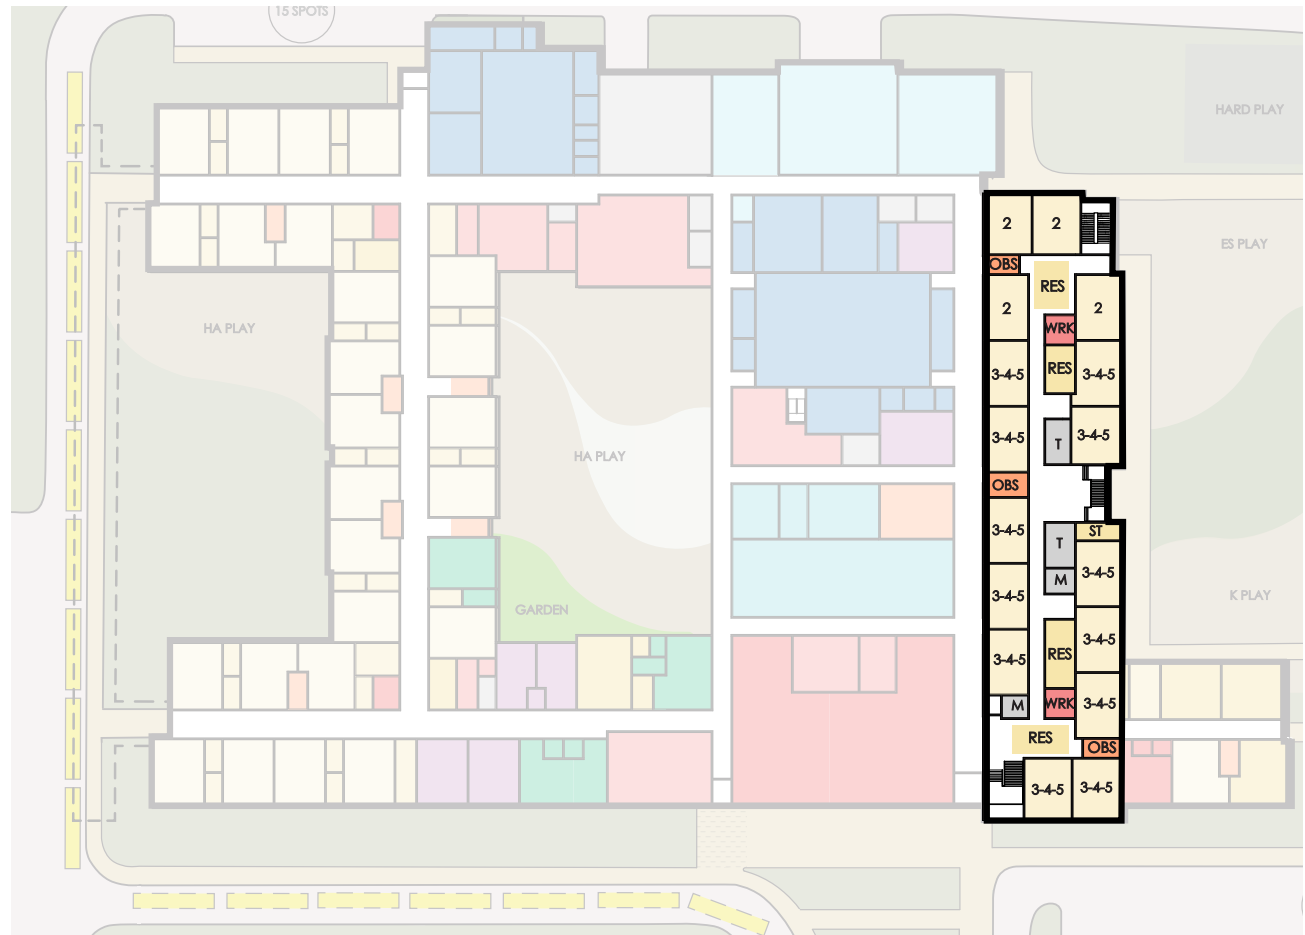 15 SPOTS
HARD PLAY
2 2
ES PLAY
OBS
RES
2 2
HA PLAY
WRK
3-4-5 RES 3-4-5
3-4-5 T 3-4-5
HA PLAY
OBS
3-4-5 ST
T
3-4-5
M
3-4-5 K PLAY
GARDEN
3-4-5
3-4-5 RES
3-4-5
M WRK
RES OBS
3-4-5 3-4-5